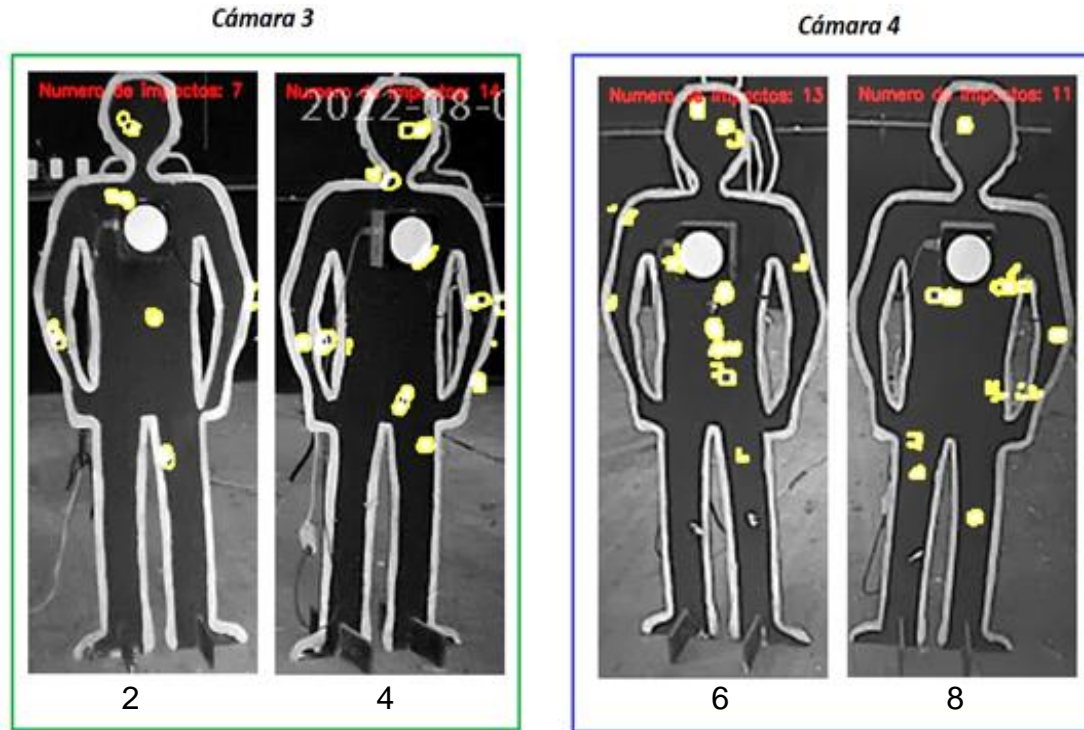 Cámara 3
Cámara 4
Numero de impactos: 7
Numero de impactos: 14
2022-08-0
Numero de impactos: 13
Numero de impactos: 11
2
4
6
8